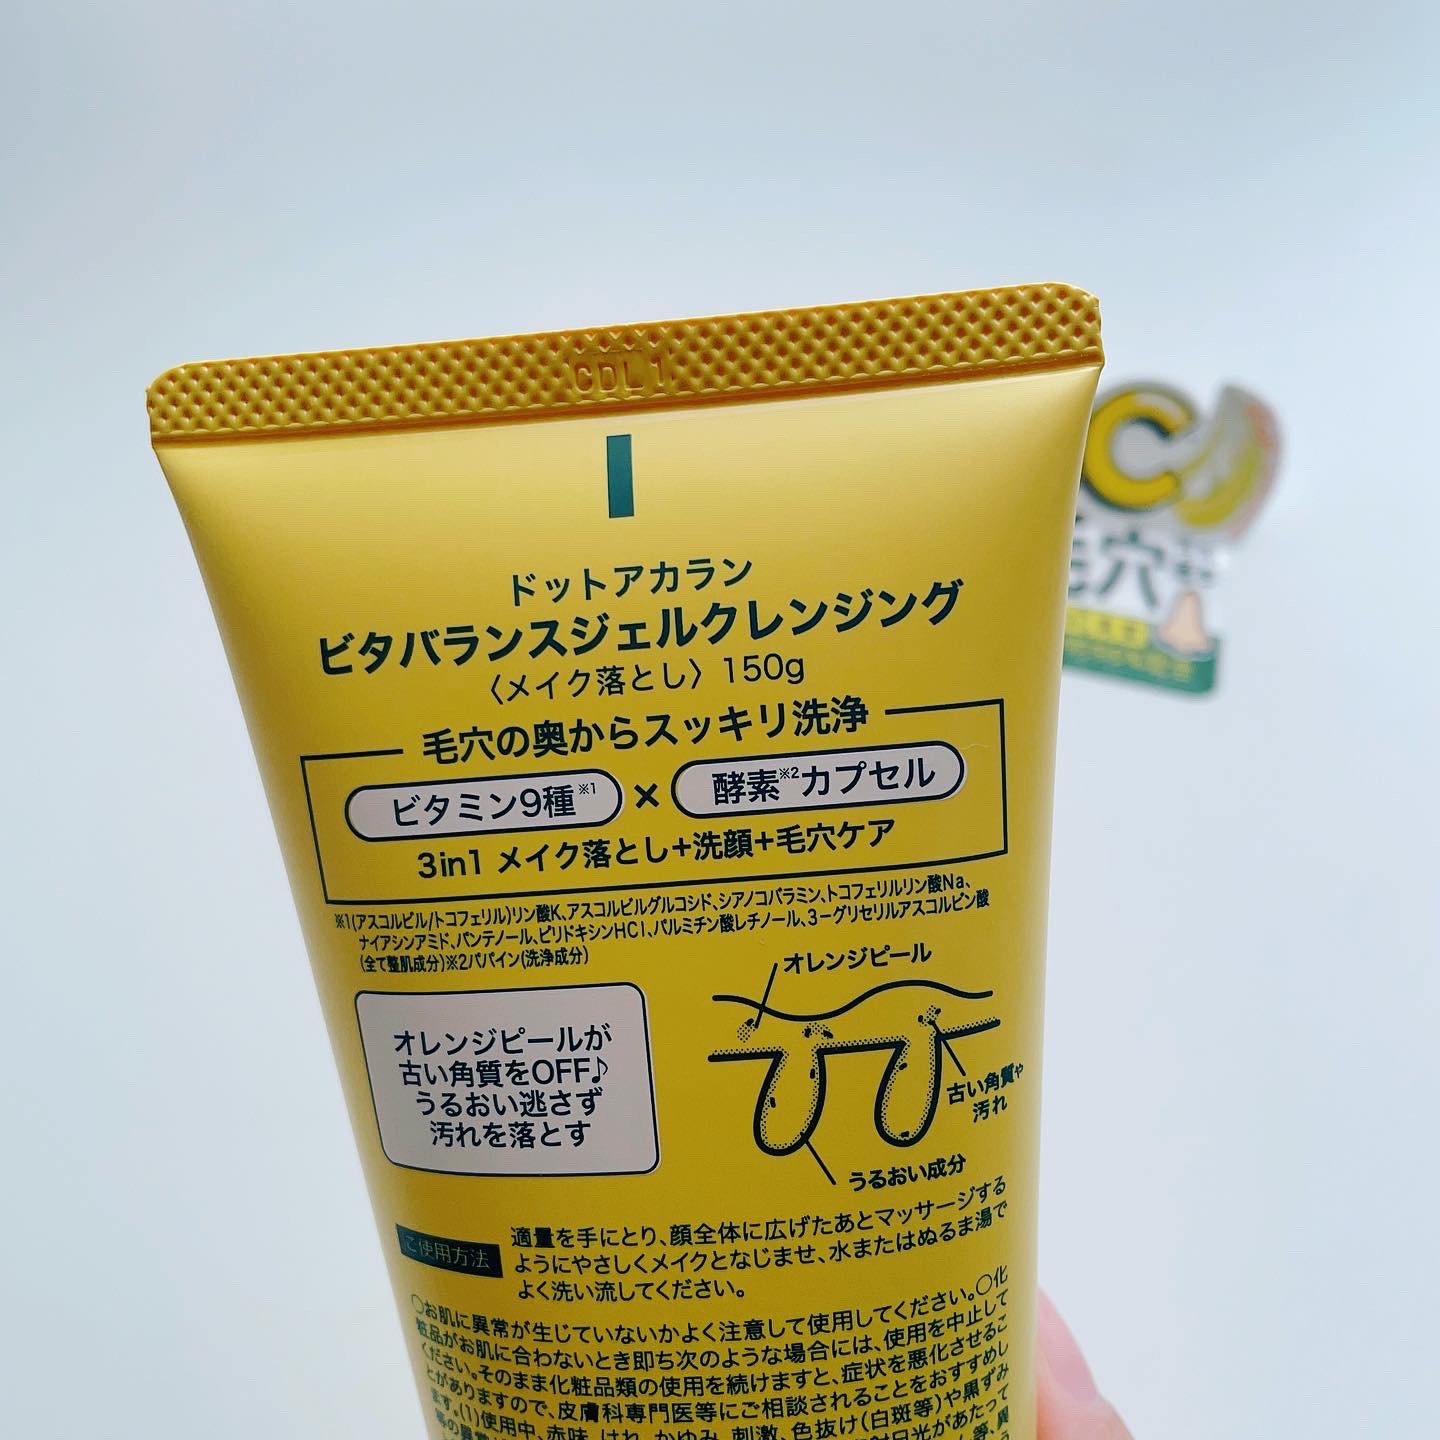 CDL1
ドットアカラン
ビタバランスジェルクレンジング
〈メイク落とし〉150g
毛穴の奥からスッキリ洗浄
ビタミン9種※1×酵素※2カプセル
3in1 メイク落とし+洗顔+毛穴ケア
※1(アスコルビル/トコフェリル)リン酸K、アスコルビルグルコシド、シアノコバラミン、トコフェリルリン酸Na、
ナイアシンアミド、パンテノール、ピリドキシンHCl、パルミチン酸レチノール、3-グリセリルアスコルビン酸
(全て整肌成分)※2パパイン(洗浄成分)
オレンジピールが
古い角質をOFF♪
うるおい逃さず
汚れを落とす
オレンジピール
古い角質や
汚れ
うるおい成分
ご使用方法
適量を手にとり、顔全体に広げたあとマッサージする
ようにやさしくメイクとなじませ、水またはぬるま湯で
よく洗い流してください。
○お肌に異常が生じていないかよく注意して使用してください。○化
粧品がお肌に合わないとき即ち次のような場合には、使用を中止して
ください。そのまま化粧品類の使用を続けますと、症状を悪化させるこ
とがありますので、皮膚科専門医等にご相談されることをおすすめし
ます。(1)使用中、赤味、はれ、かゆみ、刺激、色抜け(白斑等)や黒ずみ
C
毛穴